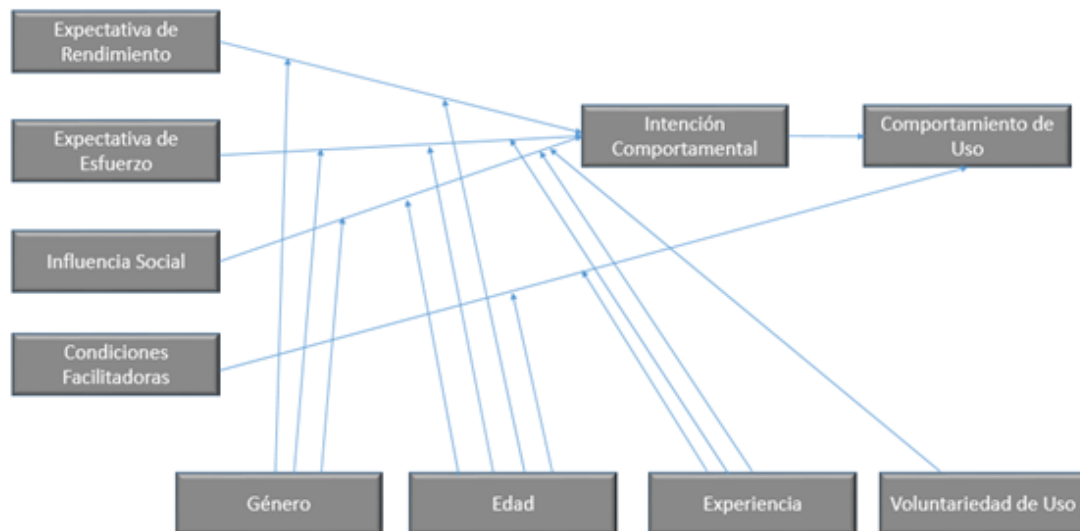 Expectativa de
Rendimiento
Expectativa de
Esfuerzo
Influencia Social
Condiciones
Facilitadoras
Intención
Comportamental
Comportamiento de
Uso
Género
Edad
Experiencia
Voluntariedad de Uso